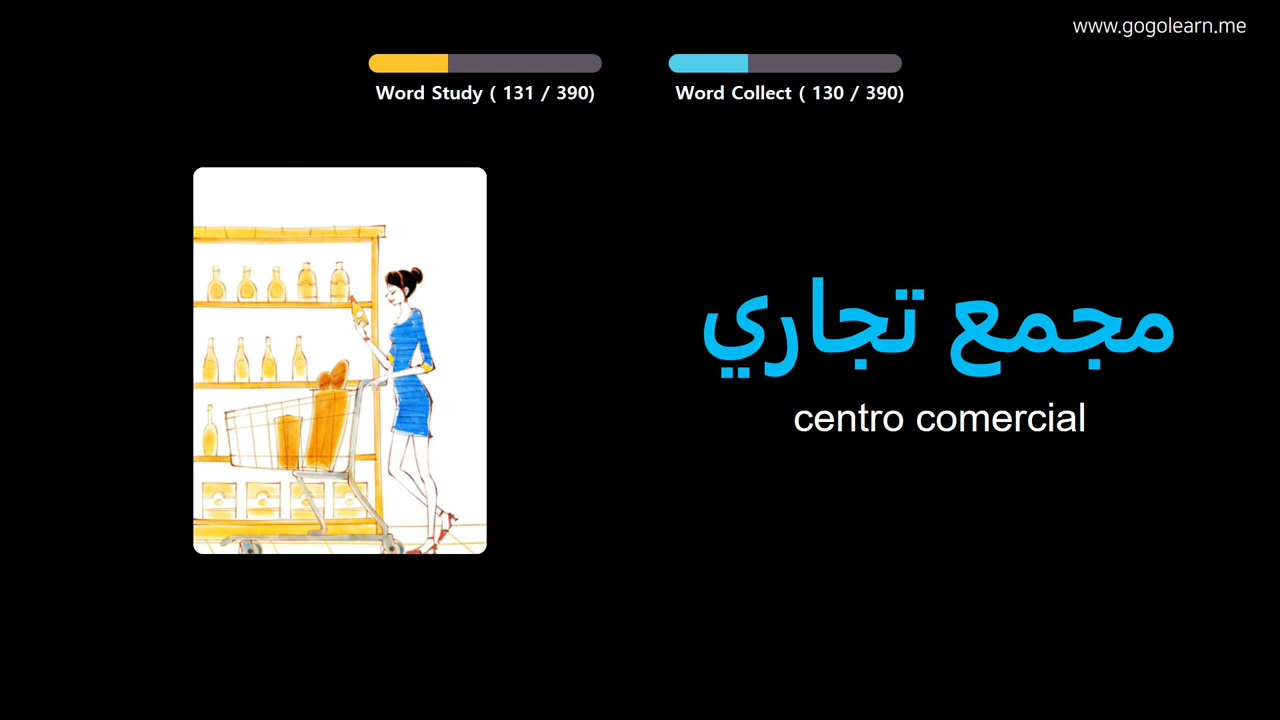 www.gogolearn.me
Word Study ( 131 / 390)
Word Collect ( 130 / 390)
مجمع تجاري
centro comercial